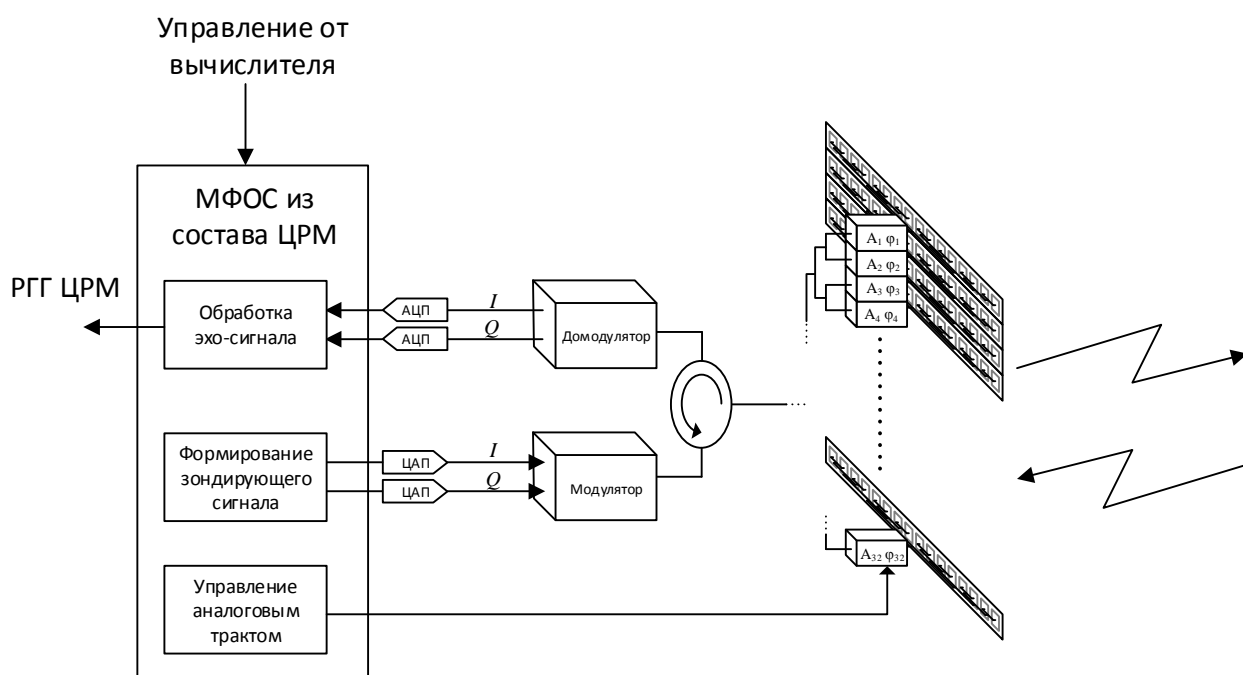 Управление от
вычислителя
МФОС из
состава ЦРМ
РГГ ЦРМ
Обработка
эхо-сигнала
АЦП
I
АЦП
Q
Домодулятор
A1 φ1
A2 φ2
A3 φ3
A4 φ4
Формирование
зондирующего
сигнала
ЦАП
I
ЦАП
Q
Модулятор
A32 φ32
Управление
аналоговым
трактом